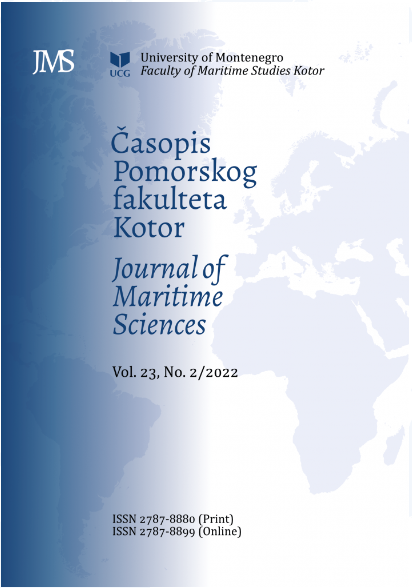 JMS
UCG
University of Montenegro
Faculty of Maritime Studies Kotor
Časopis
Pomorskog
fakulteta
Kotor
Journal of
Maritime
Sciences
Vol. 23, No. 2/2022
ISSN 2787-8880 (Print)
ISSN 2787-8899 (Online)